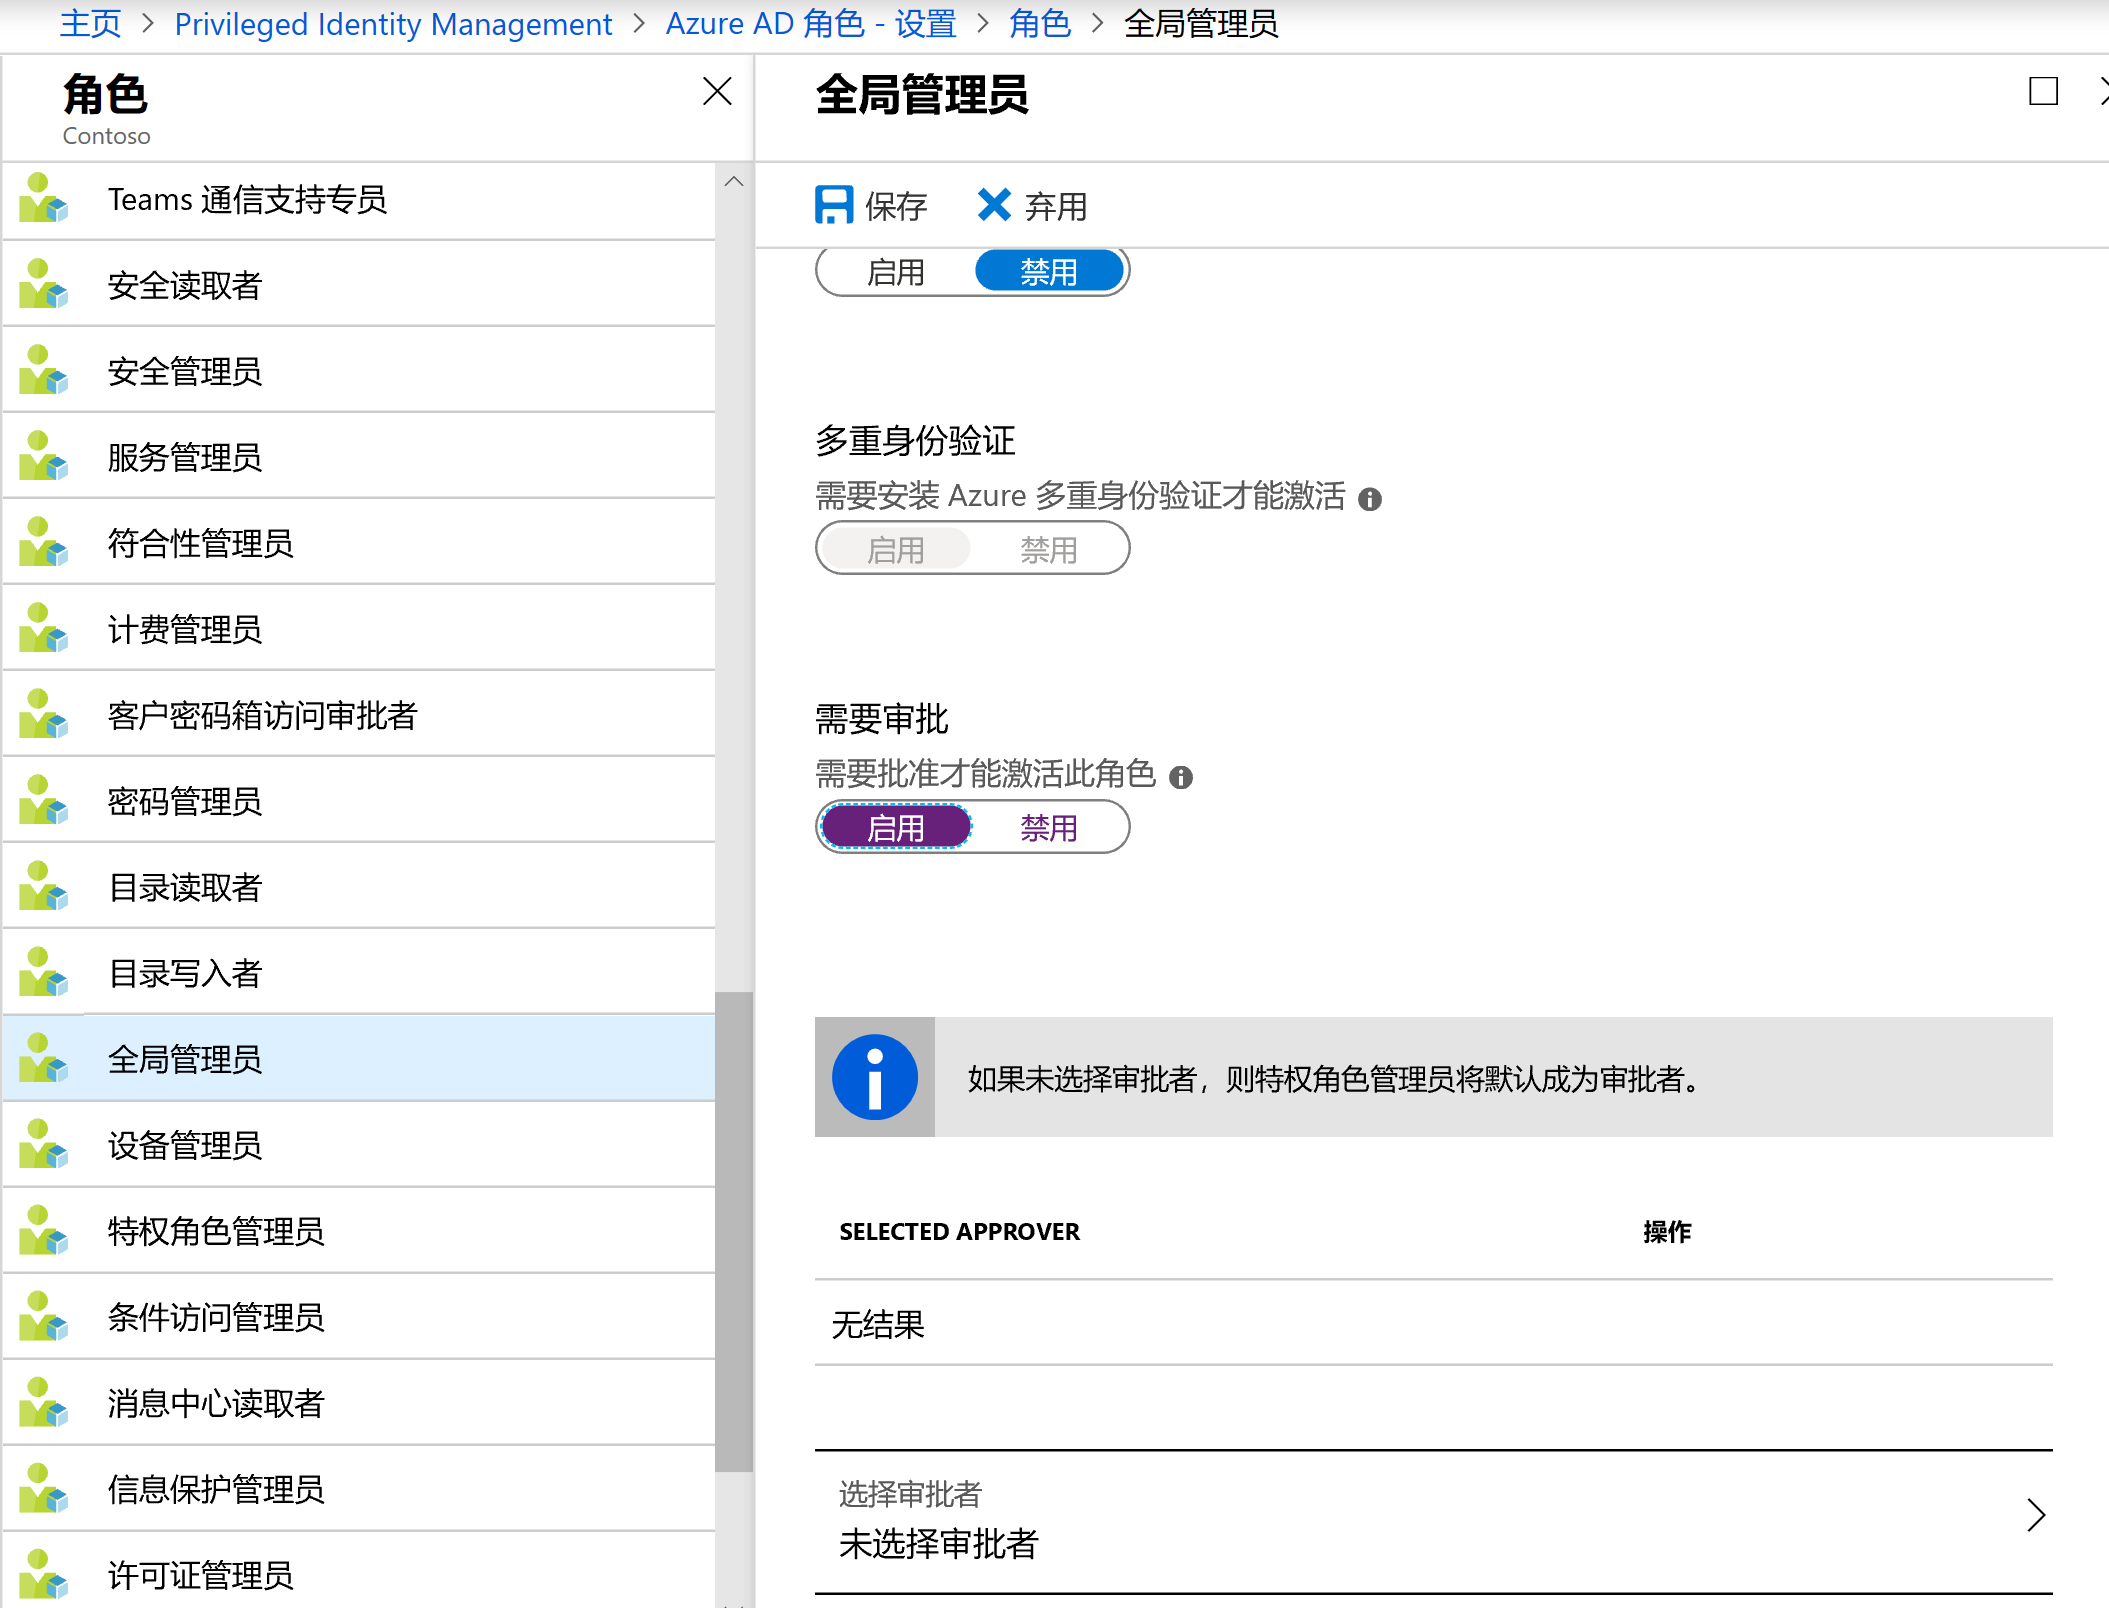 主页 > Privileged Identity Management > Azure AD 角色 - 设置 > 角色 > 全局管理员
角色
Contoso
Teams 通信支持专员
安全读取者
安全管理员
服务管理员
符合性管理员
计费管理员
客户密码箱访问审批者
密码管理员
目录读取者
目录写入者
全局管理员
设备管理员
特权角色管理员
条件访问管理员
消息中心读取者
信息保护管理员
许可证管理员
全局管理员
保存 弃用
启用 禁用
多重身份验证
需要安装 Azure 多重身份验证才能激活
启用 禁用
需要审批
需要批准才能激活此角色
启用 禁用
如果未选择审批者，则特权角色管理员将默认成为审批者。
SELECTED APPROVER 操作
无结果
选择审批者
未选择审批者